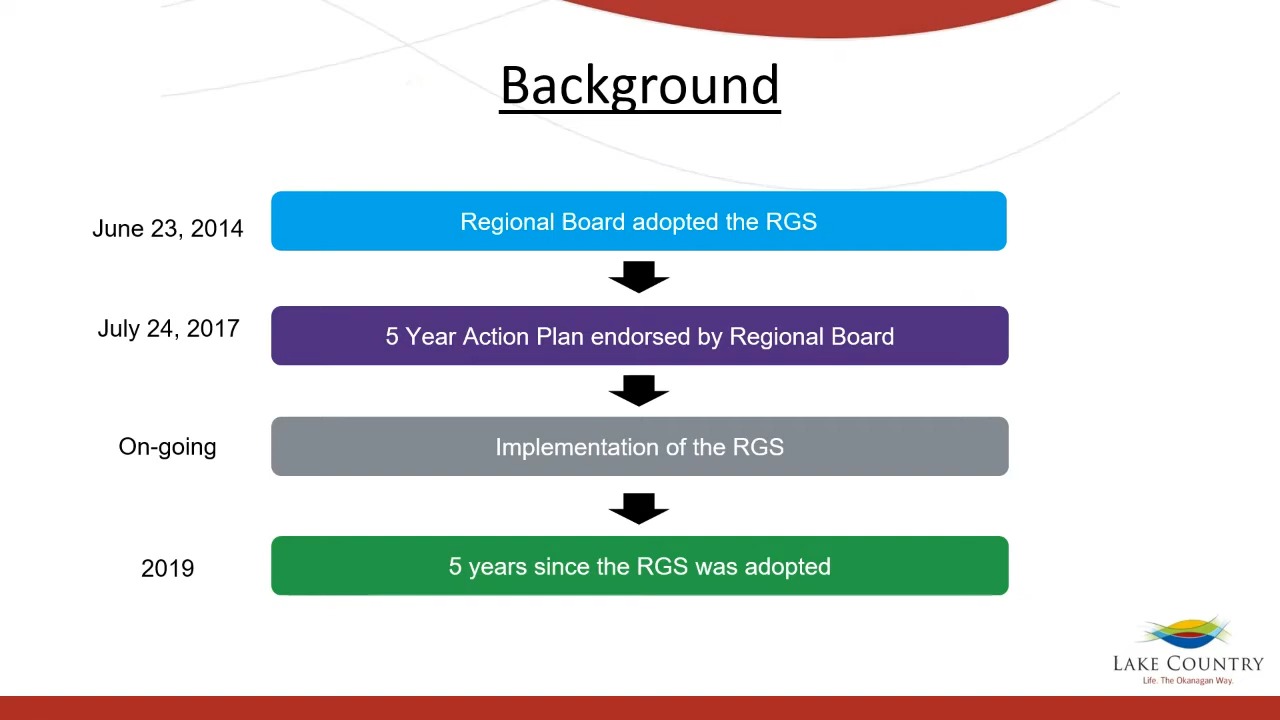 Background
June 23, 2014
Regional Board adopted the RGS
July 24, 2017
5 Year Action Plan endorsed by Regional Board
On-going
Implementation of the RGS
2019
5 years since the RGS was adopted
LAKE COUNTRY
Life. The Okanagan Way.